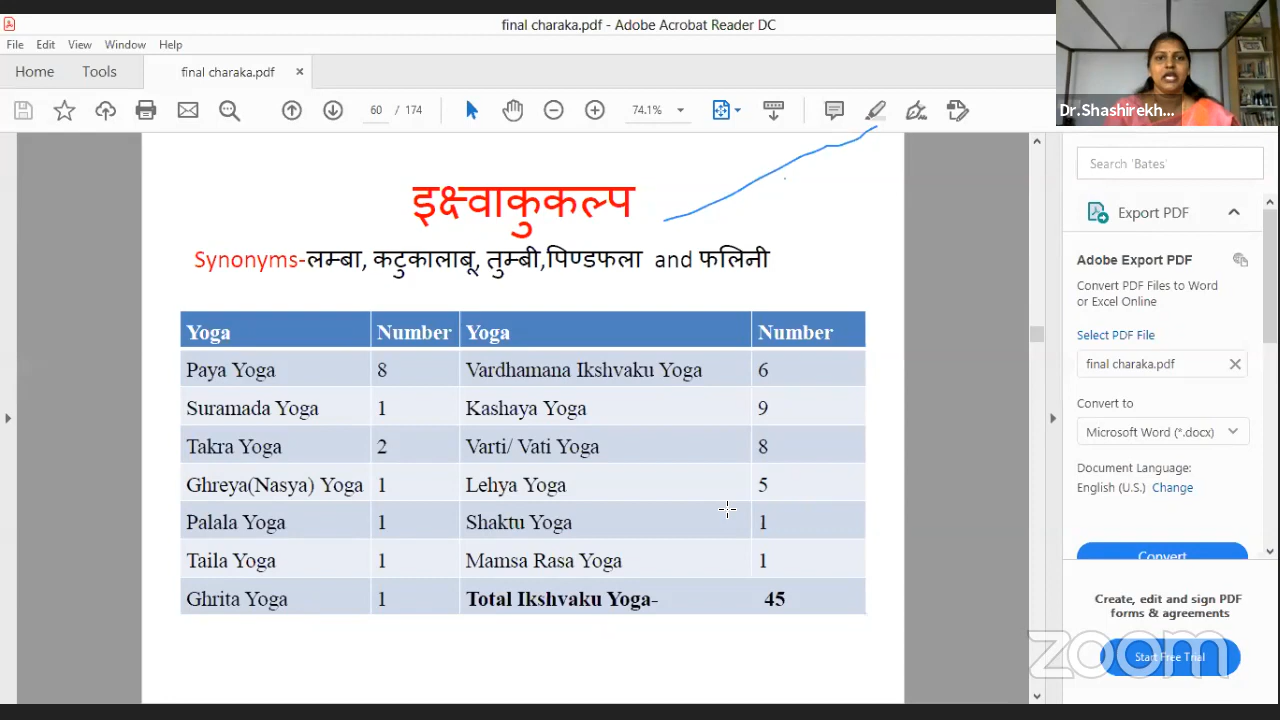 final charaka.pdf - Adobe Acrobat Reader DC
File Edit View Window Help
Home Tools final charaka.pdf ×
60 / 174 74.1%
Dr.Shashirekh...
Search 'Bates'
Export PDF
Adobe Export PDF
Convert PDF Files to Word
or Excel Online
Select PDF File
final charaka.pdf
Convert to
Microsoft Word (*.docx)
Document Language:
English (U.S.) Change
Convert
Create, edit and sign PDF
forms & agreements
Start Free Trial
zoom
इक्ष्वाकुकल्प
Synonyms-लम्बा, कटुकालाबू, तुम्बी,पिण्डफला and फलिनी
Yoga Number Yoga Number
Paya Yoga 8 Vardhamana Ikshvaku Yoga 6
Suramada Yoga 1 Kashaya Yoga 9
Takra Yoga 2 Varti/ Vati Yoga 8
Ghreya(Nasya) Yoga 1 Lehya Yoga 5
Palala Yoga 1 Shaktu Yoga 1
Taila Yoga 1 Mamsa Rasa Yoga 1
Ghrita Yoga 1 Total Ikshvaku Yoga- 45